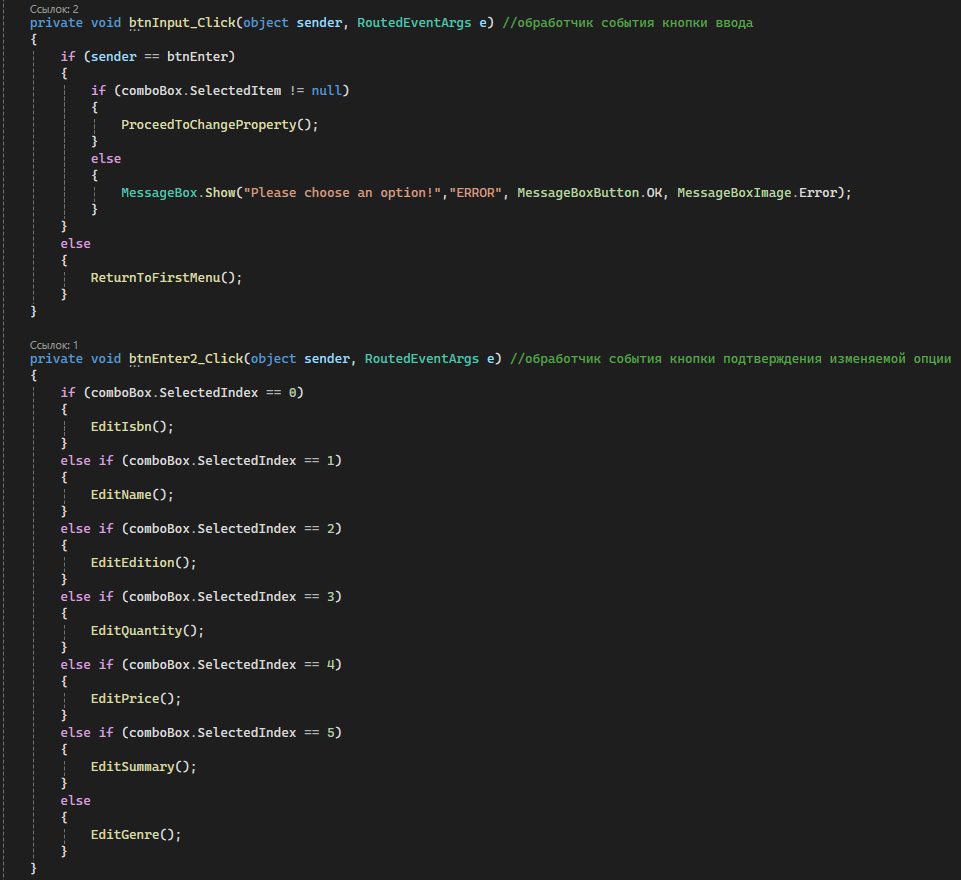 Ссылок: 2
private void btnInput_Click(object sender, RoutedEventArgs e) //обработчик события кнопки ввода
{
    if (sender == btnEnter)
    {
        if (comboBox.SelectedItem != null)
        {
            ProceedToChangeProperty();
        }
        else
        {
            MessageBox.Show("Please choose an option!","ERROR", MessageBoxButton.OK, MessageBoxImage.Error);
        }
    }
    else
    {
        ReturnToFirstMenu();
    }
}
Ссылок: 1
private void btnEnter2_Click(object sender, RoutedEventArgs e) //обработчик события кнопки подтверждения изменяемой опции
{
    if (comboBox.SelectedIndex == 0)
    {
        EditIsbn();
    }
    else if (comboBox.SelectedIndex == 1)
    {
        EditName();
    }
    else if (comboBox.SelectedIndex == 2)
    {
        EditEdition();
    }
    else if (comboBox.SelectedIndex == 3)
    {
        EditQuantity();
    }
    else if (comboBox.SelectedIndex == 4)
    {
        EditPrice();
    }
    else if (comboBox.SelectedIndex == 5)
    {
        EditSummary();
    }
    else
    {
        EditGenre();
    }
}